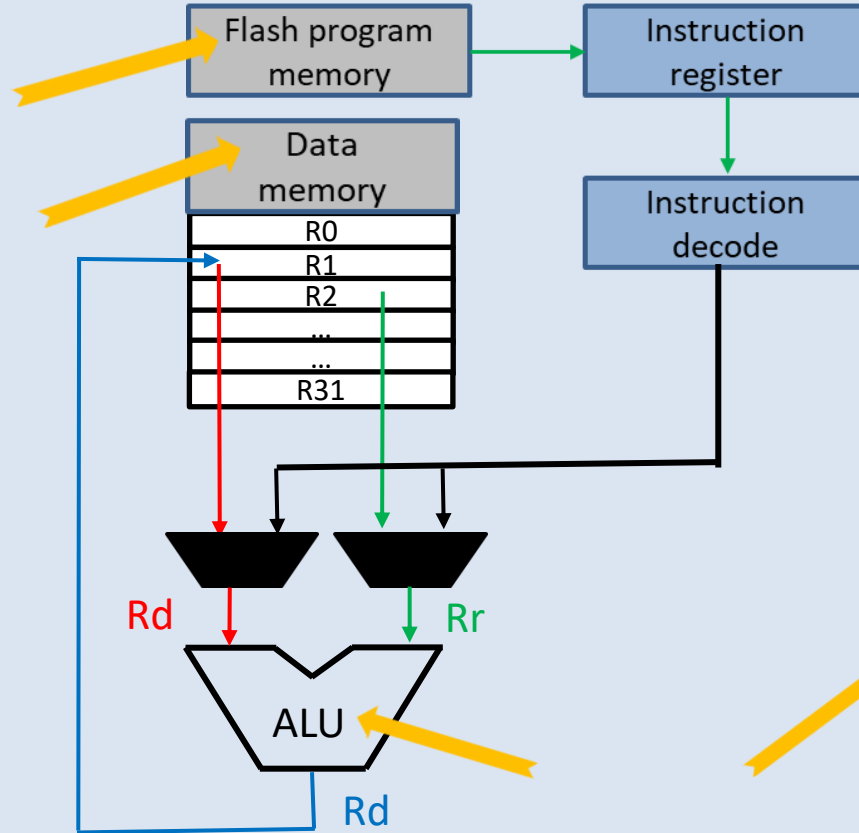 Flash program
memory
Instruction
register
Data
memory
Instruction
decode
R0
R1
R2
...
...
R31
Rd
Rr
ALU
Rd